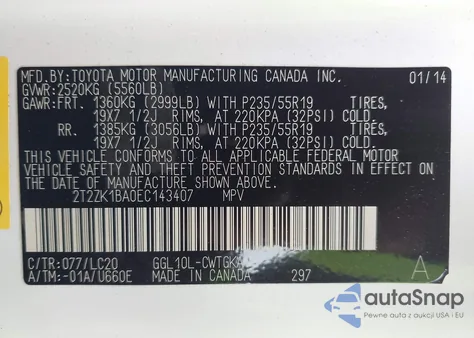 MFD.BY:TOYOTA MOTOR MANUFACTURING CANADA INC. 01/14
GVWR:2520KG (5560LB)
GAWR:FRT. 1360KG (2999LB) WITH P235/55R19 TIRES,
19X7 1/2J RIMS, AT 220KPA (32PSI) COLD.
RR. 1385KG (3056LB) WITH P235/55R19 TIRES,
19X7 1/2J RIMS, AT 220KPA (32PSI) COLD.
THIS VEHICLE CONFORMS TO ALL APPLICABLE FEDERAL MOTOR
VEHICLE SAFETY AND THEFT PREVENTION STANDARDS IN EFFECT ON
THE DATE OF MANUFACTURE SHOWN ABOVE.
2T2ZK1BA0EC143407 MPV
C/TR:077/LC20 GGL10L-CWTGKA
A/TM:-01A/U660E MADE IN CANADA 297 A
autoSnap
Pewne auta z aukcji USA i EU